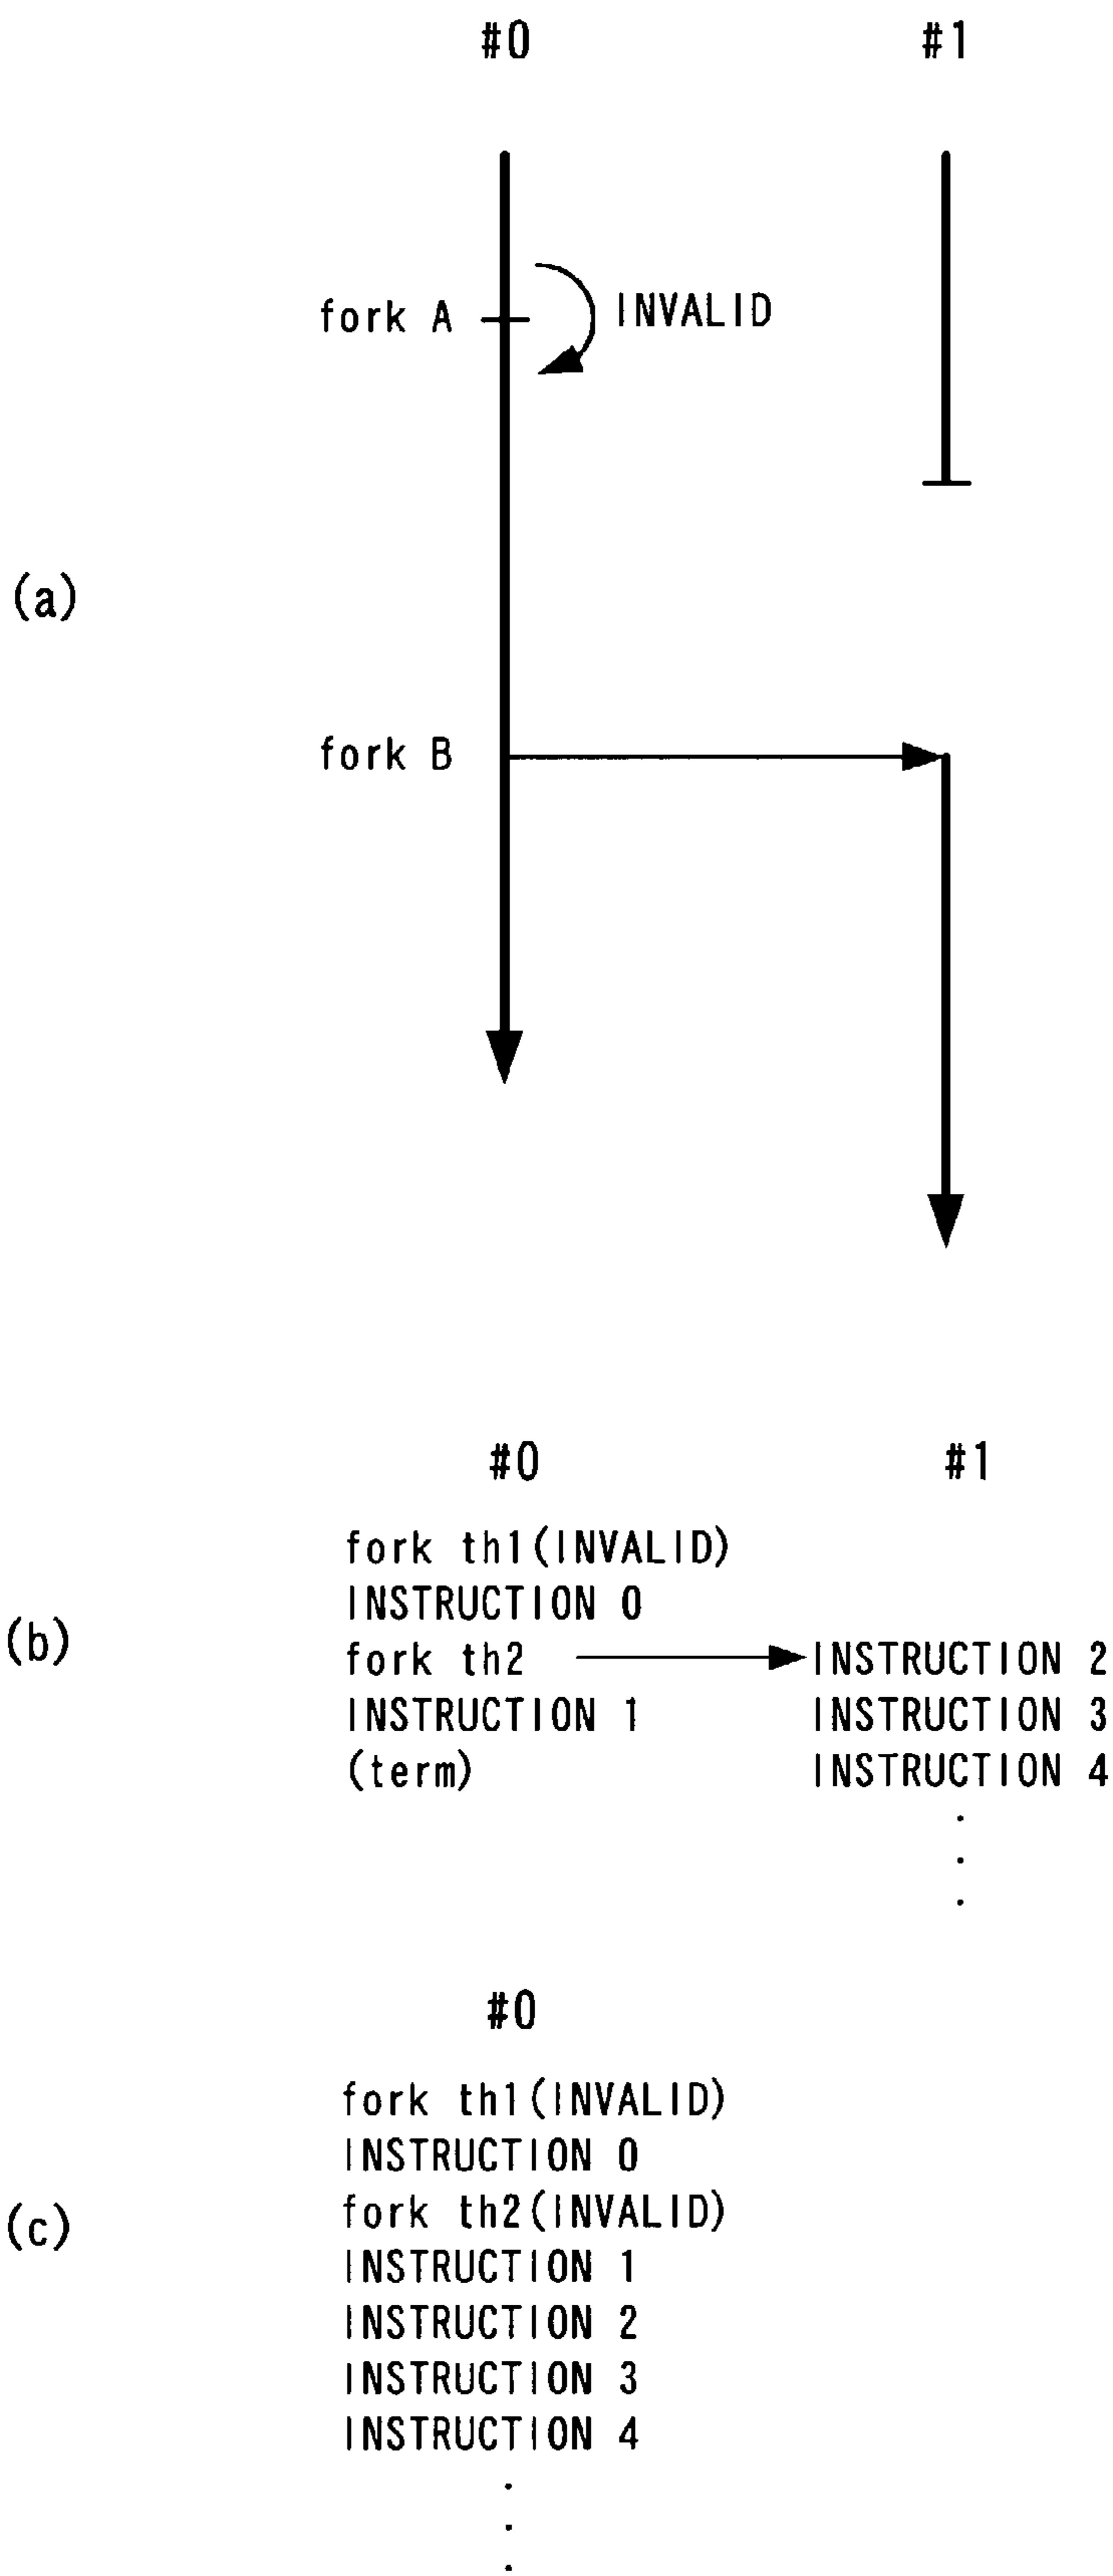 #0 #1
fork A INVALID
(a)
fork B
#0 #1
fork th1(INVALID)
INSTRUCTION 0
(b)
fork th2 INSTRUCTION 2
INSTRUCTION 1 INSTRUCTION 3
(term) INSTRUCTION 4
#0
fork th1(INVALID)
INSTRUCTION 0
(c)
fork th2(INVALID)
INSTRUCTION 1
INSTRUCTION 2
INSTRUCTION 3
INSTRUCTION 4